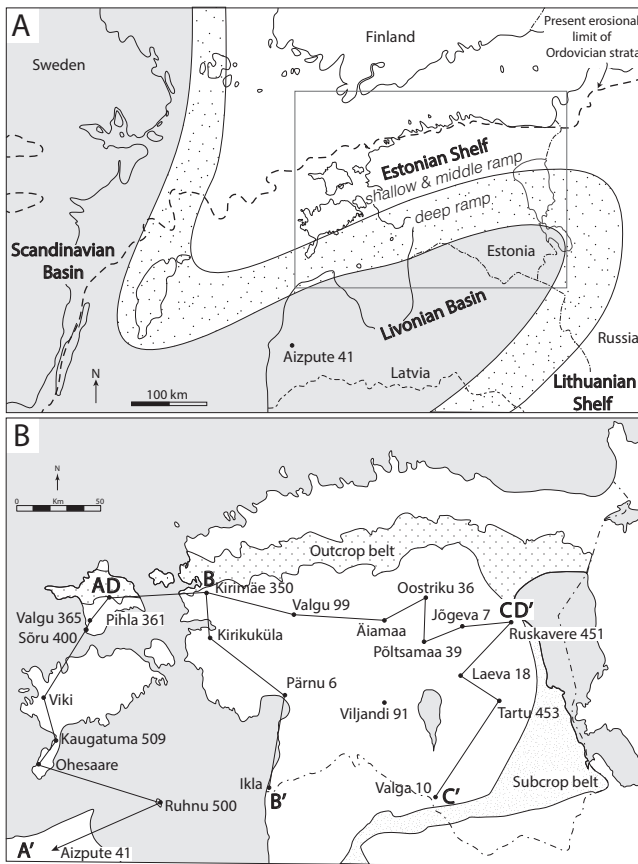 A
Finland
Present erosional
limit of
Ordovician strata
Sweden
Estonian Shelf
shallow & middle ramp
deep ramp
Scandinavian
Basin
Estonia
Livonian Basin
Russia
Aizpute 41
Latvia
Lithuanian
Shelf
N
100 km
B
N
0 Km 50
Outcrop belt
AD
B
Kirimäe 350
Oostriku 36
CD'
Valgu 365
Pihla 361
Valgu 99
Jõgeva 7
Sõru 400
Äiamaa
Ruskavere 451
Kirikuküla
Põltsamaa 39
Laeva 18
Pärnu 6
Viki
Viljandi 91
Tartu 453
Kaugatuma 509
Ohesaare
Ikla
B'
Valga 10
C'
Subcrop belt
Ruhnu 500
A'
Aizpute 41